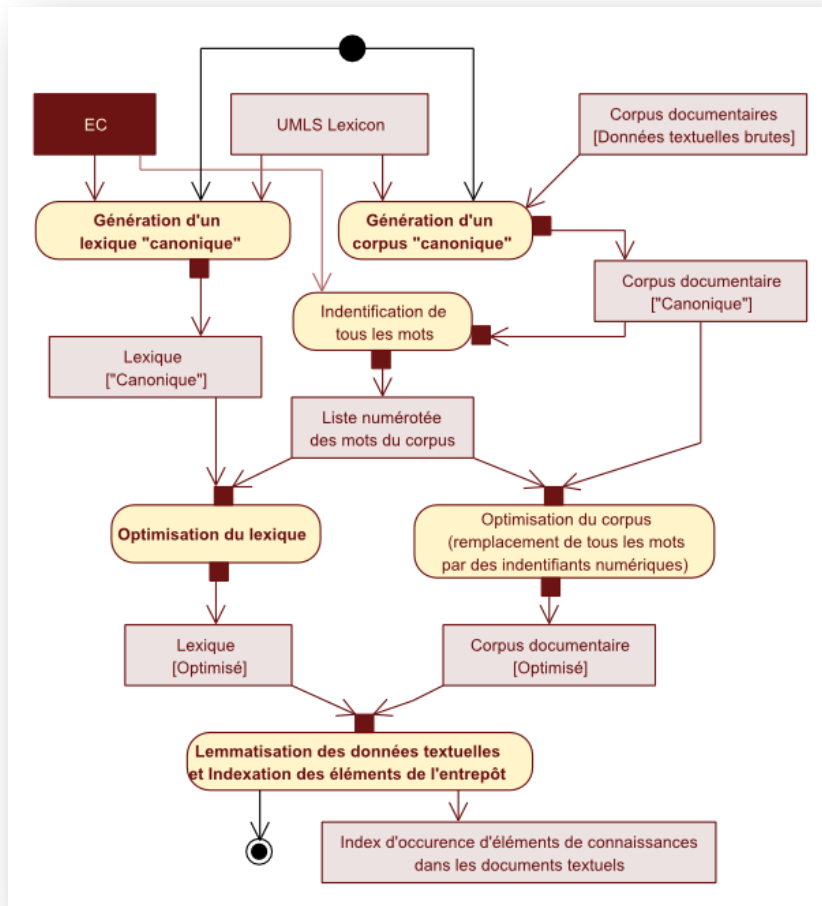 EC
UMLS Lexicon
Corpus documentaires
[Données textuelles brutes]
Génération d'un
lexique "canonique"
Génération d'un
corpus "canonique"
Corpus documentaire
["Canonique"]
Indentification de
tous les mots
Lexique
["Canonique"]
Liste numérotée
des mots du corpus
Optimisation du lexique
Optimisation du corpus
(remplacement de tous les mots
par des indentifiants numériques)
Lexique
[Optimisé]
Corpus documentaire
[Optimisé]
Lemmatisation des données textuelles
et Indexation des éléments de l'entrepôt
Index d'occurence d'éléments de connaissances
dans les documents textuels